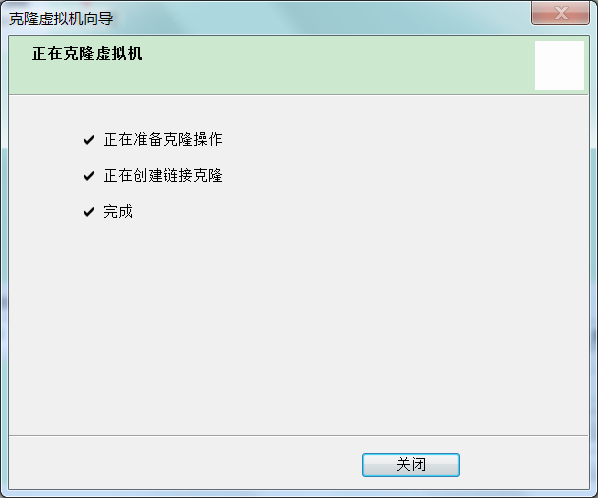 克隆虚拟机向导
正在克隆虚拟机
正在准备克隆操作
正在创建链接克隆
完成
关闭